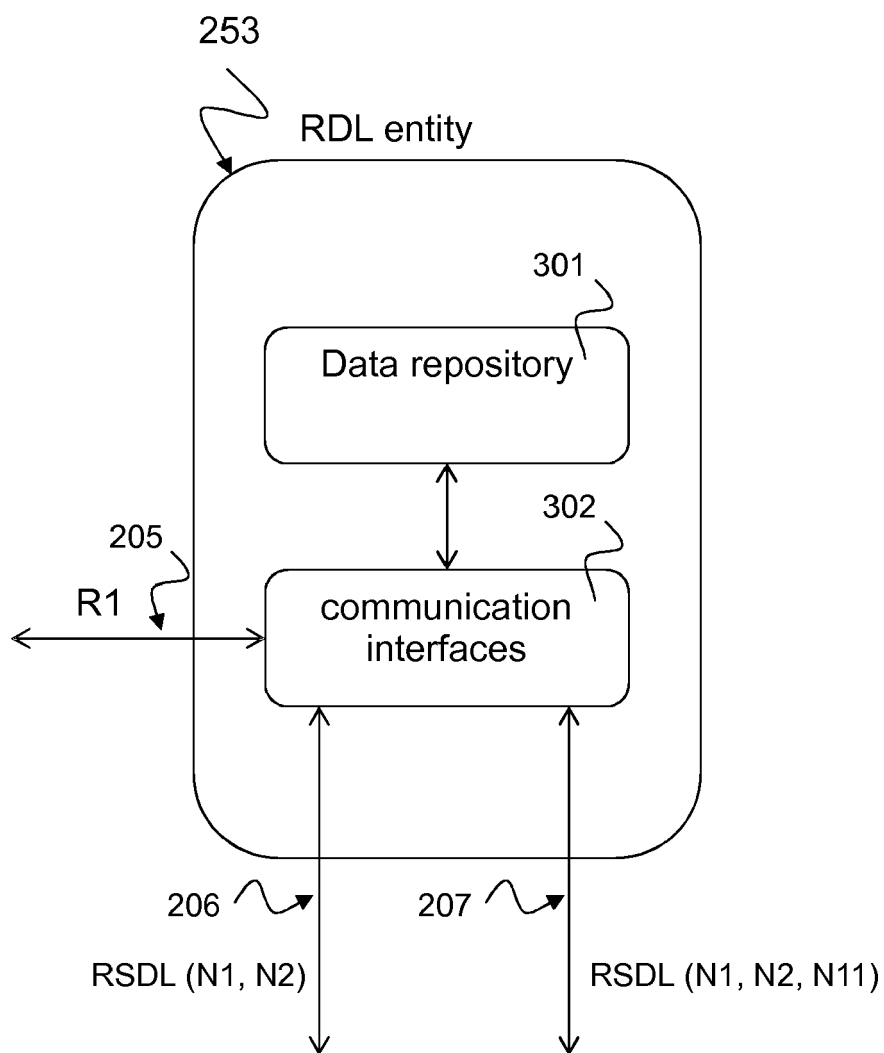 253
RDL entity
301
Data repository
302
205
R1
communication
interfaces
206
207
RSDL (N1, N2)
RSDL (N1, N2, N11)